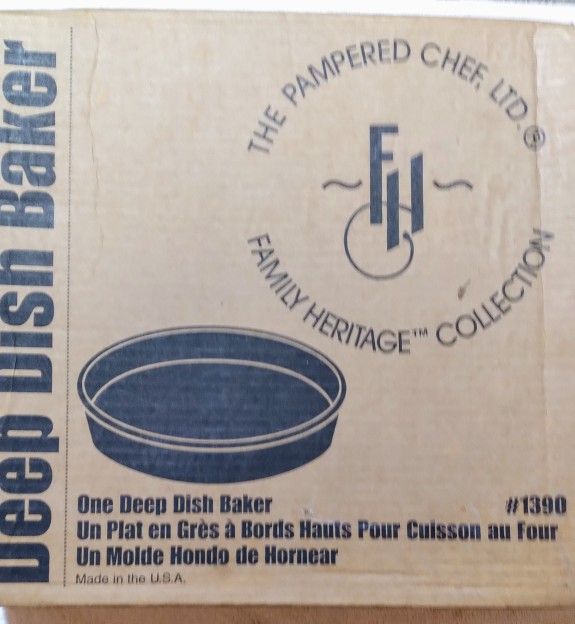 Deep Dish Baker
THE PAMPERED CHEF, LTD.®
FH
FAMILY HERITAGE™ COLLECTION
One Deep Dish Baker #1390
Un Plat en Grès à Bords Hauts Pour Cuisson au Four
Un Molde Hondo de Hornear
Made in the U.S.A.